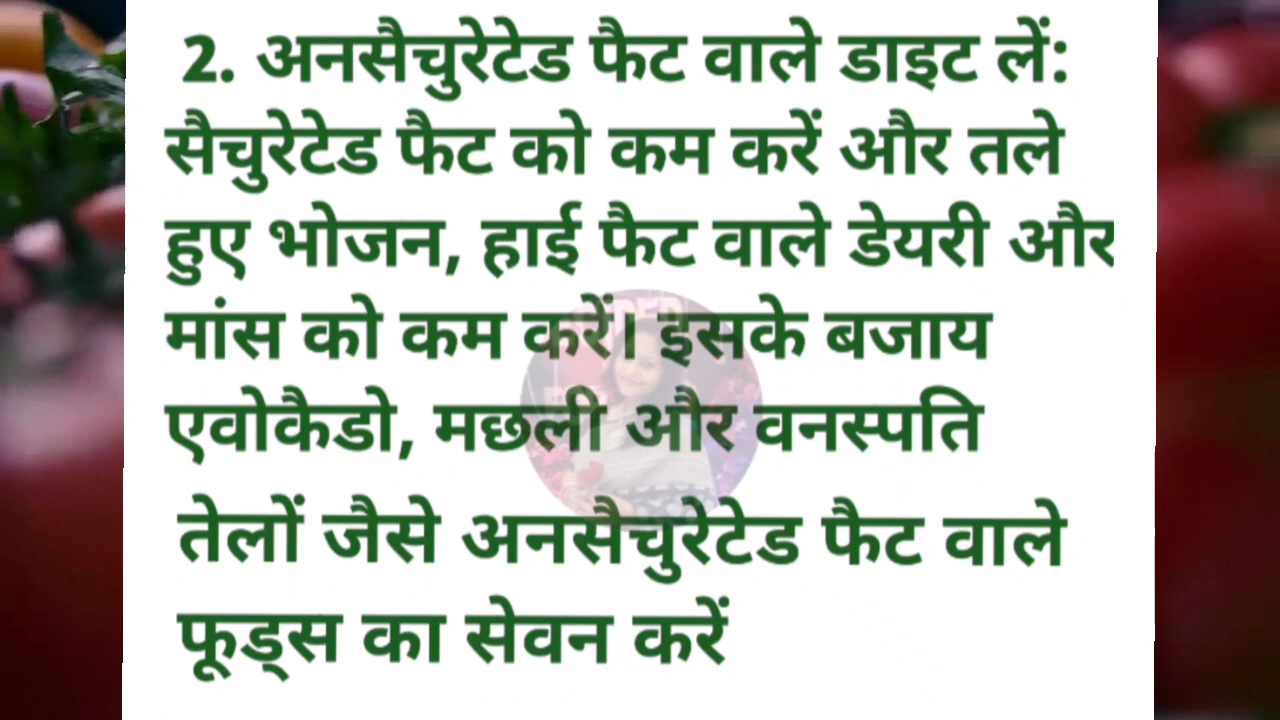 2. अनसैचुरेटेड फैट वाले डाइट लें:
सैचुरेटेड फैट को कम करें और तले
हुए भोजन, हाई फैट वाले डेयरी और
मांस को कम करें। इसके बजाय
एवोकैडो, मछली और वनस्पति
तेलों जैसे अनसैचुरेटेड फैट वाले
फूड्स का सेवन करें